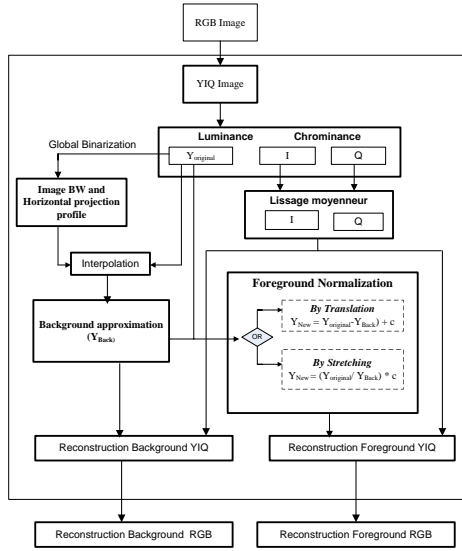 RGB Image
YIQ Image
Luminance Chrominance
Global Binarization
Yoriginal I Q
Image BW and
Horizontal projection
profile
Lissage moyenneur
I Q
Interpolation
Foreground Normalization
Background approximation
(YBack)
OR
By Translation
YNew = Yoriginal-YBack) + c
By Stretching
YNew = (Yoriginal/ YBack) * c
Reconstruction Background YIQ
Reconstruction Foreground YIQ
Reconstruction Background RGB
Reconstruction Foreground RGB